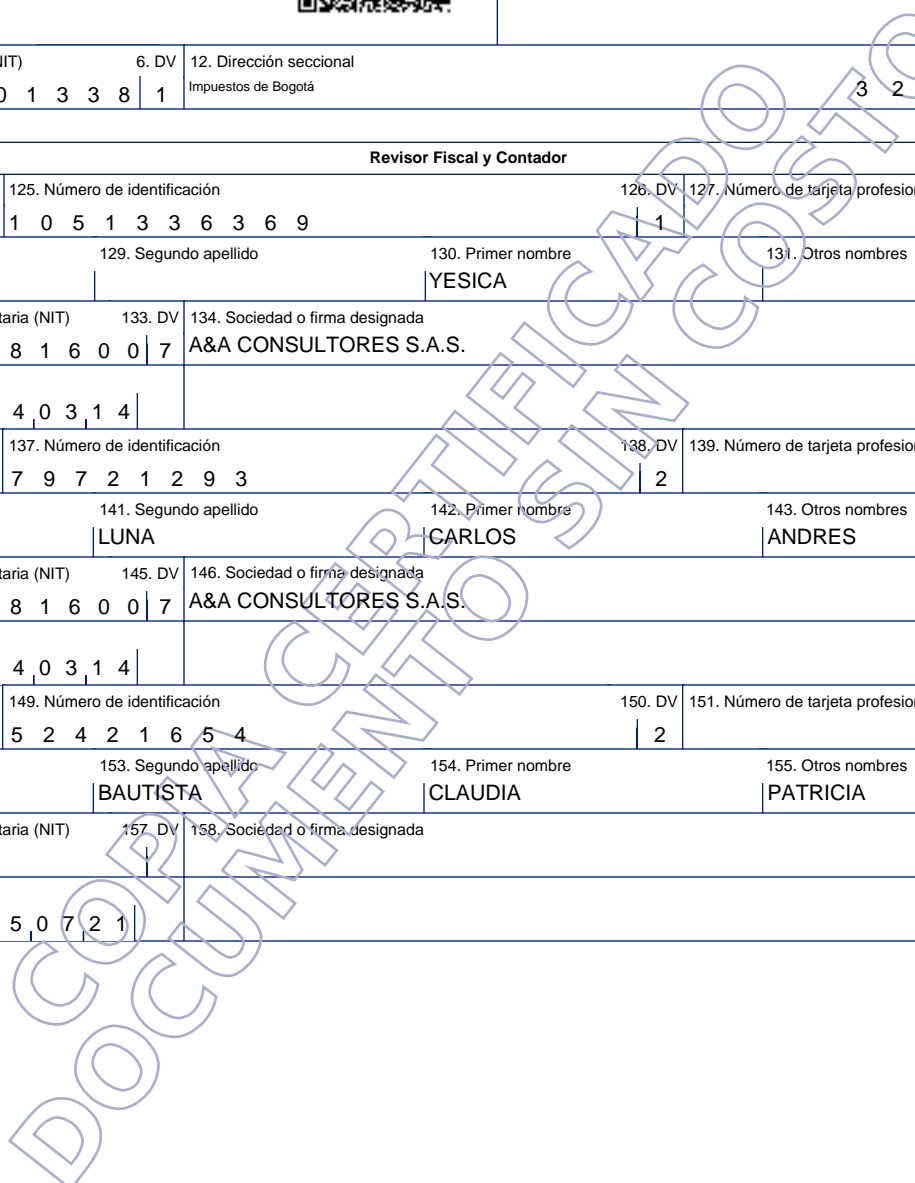 NIT) 6. DV 12. Dirección seccional
0 1 3 3 8 1 Impuestos de Bogotá 3 2
Revisor Fiscal y Contador
125. Número de identificación 126. DV 127. Número de tarjeta profesion
1 0 5 1 3 3 6 3 6 9 1
129. Segundo apellido 130. Primer nombre 131. Otros nombres
YESICA
taria (NIT) 133. DV 134. Sociedad o firma designada
8 1 6 0 0 7 A&A CONSULTORES S.A.S.
4 0 3 1 4
137. Número de identificación 138. DV 139. Número de tarjeta profesion
7 9 7 2 1 2 9 3 2
141. Segundo apellido 142. Primer nombre 143. Otros nombres
LUNA CARLOS ANDRES
taria (NIT) 145. DV 146. Sociedad o firma designada
8 1 6 0 0 7 A&A CONSULTORES S.A.S.
4 0 3 1 4
149. Número de identificación 150. DV 151. Número de tarjeta profesion
5 2 4 2 1 6 5 4 2
153. Segundo apellido 154. Primer nombre 155. Otros nombres
BAUTISTA CLAUDIA PATRICIA
taria (NIT) 157. DV 158. Sociedad o firma designada
5 0 7 2 1
COPIA CERTIFICADO
DOCUMENTO SIN COSTO